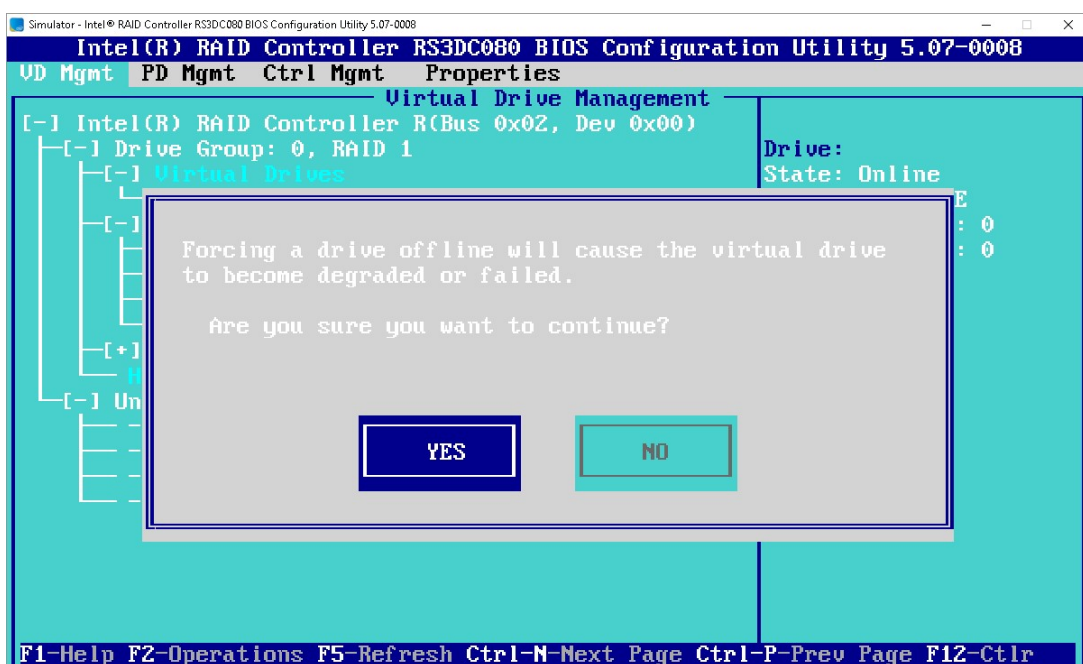 Simulator - Intel® RAID Controller RS3DC080 BIOS Configuration Utility 5.07-0008
Intel(R) RAID Controller RS3DC080 BIOS Configuration Utility 5.07-0008
VD Mgmt PD Mgmt Ctrl Mgmt Properties
Virtual Drive Management
[-] Intel(R) RAID Controller R(Bus 0x02, Dev 0x00)
[-] Drive Group: 0, RAID 1
Drive:
[-] Virtual Drives
State: Online
E
[-]
: 0
Forcing a drive offline will cause the virtual drive
: 0
to become degraded or failed.
Are you sure you want to continue?
[+]
H
[-] Un
YES NO
F1-Help F2-Operations F5-Refresh Ctrl-N-Next Page Ctrl-P-Prev Page F12-Ctlr